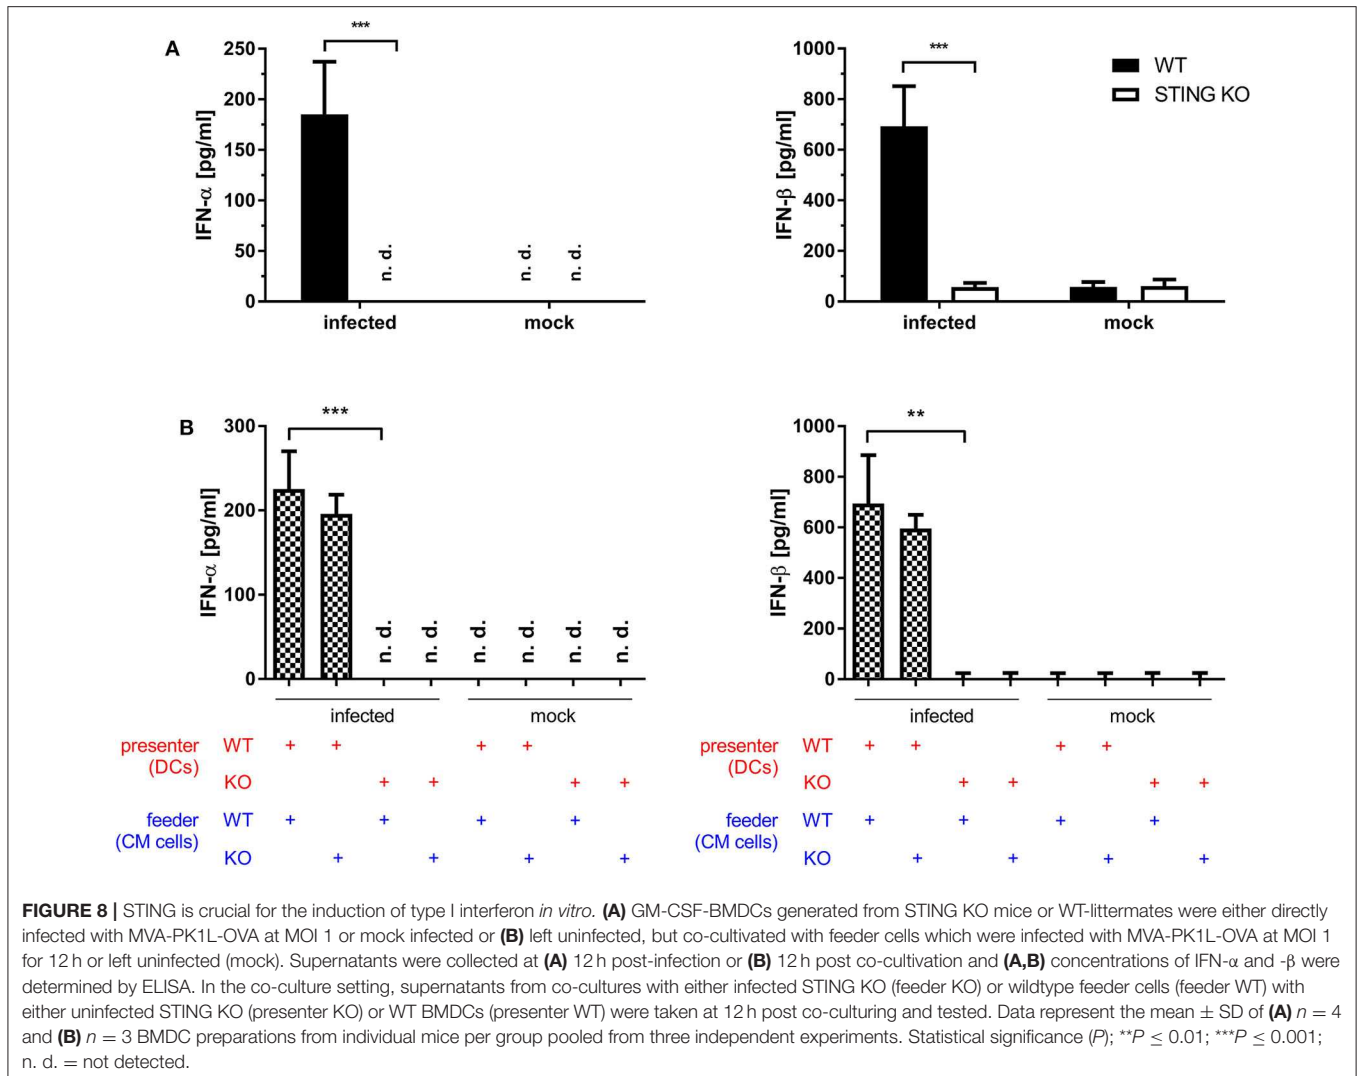 A
***
IFN-α [pg/ml]
250
200
150
100
50
0
n. d.
n. d.
n. d.
infected
mock
***
IFN-β [pg/ml]
1000
800
600
400
200
0
infected
mock
WT
STING KO
B
***
IFN-α [pg/ml]
300
200
100
0
n. d.
n. d.
n. d.
n. d.
n. d.
n. d.
infected
mock
presenter WT + + + +
(DCs)
KO + + + +
feeder WT + + + +
(CM cells)
KO + + + +
**
IFN-β [pg/ml]
1000
800
600
400
200
0
infected
mock
presenter WT + + + +
(DCs)
KO + + + +
feeder WT + + + +
(CM cells)
KO + + + +
FIGURE 8 | STING is crucial for the induction of type I interferon in vitro. (A) GM-CSF-BMDCs generated from STING KO mice or WT-littermates were either directly
infected with MVA-PK1L-OVA at MOI 1 or mock infected or (B) left uninfected, but co-cultivated with feeder cells which were infected with MVA-PK1L-OVA at MOI 1
for 12 h or left uninfected (mock). Supernatants were collected at (A) 12 h post-infection or (B) 12 h post co-cultivation and (A,B) concentrations of IFN-α and -β were
determined by ELISA. In the co-culture setting, supernatants from co-cultures with either infected STING KO (feeder KO) or wildtype feeder cells (feeder WT) with
either uninfected STING KO (presenter KO) or WT BMDCs (presenter WT) were taken at 12 h post co-culturing and tested. Data represent the mean ± SD of (A) n = 4
and (B) n = 3 BMDC preparations from individual mice per group pooled from three independent experiments. Statistical significance (P); **P ≤ 0.01; ***P ≤ 0.001;
n. d. = not detected.